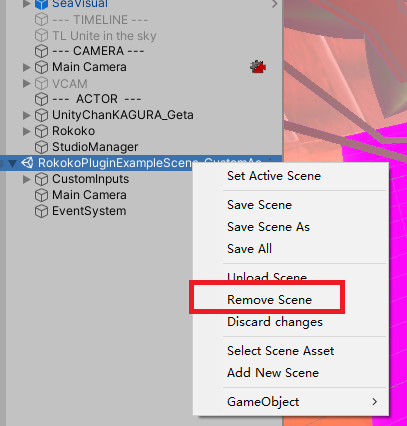 SeaVisual
--- TIMELINE ---
TL Unite in the sky
--- CAMERA ---
Main Camera
VCAM
--- ACTOR ---
UnityChanKAGURA_Geta
Rokoko
StudioManager
RokokoPluginExampleScene_CustomAc
CustomInputs
Main Camera
EventSystem
Set Active Scene
Save Scene
Save Scene As
Save All
Unload Scene
Remove Scene
Discard changes
Select Scene Asset
Add New Scene
GameObject